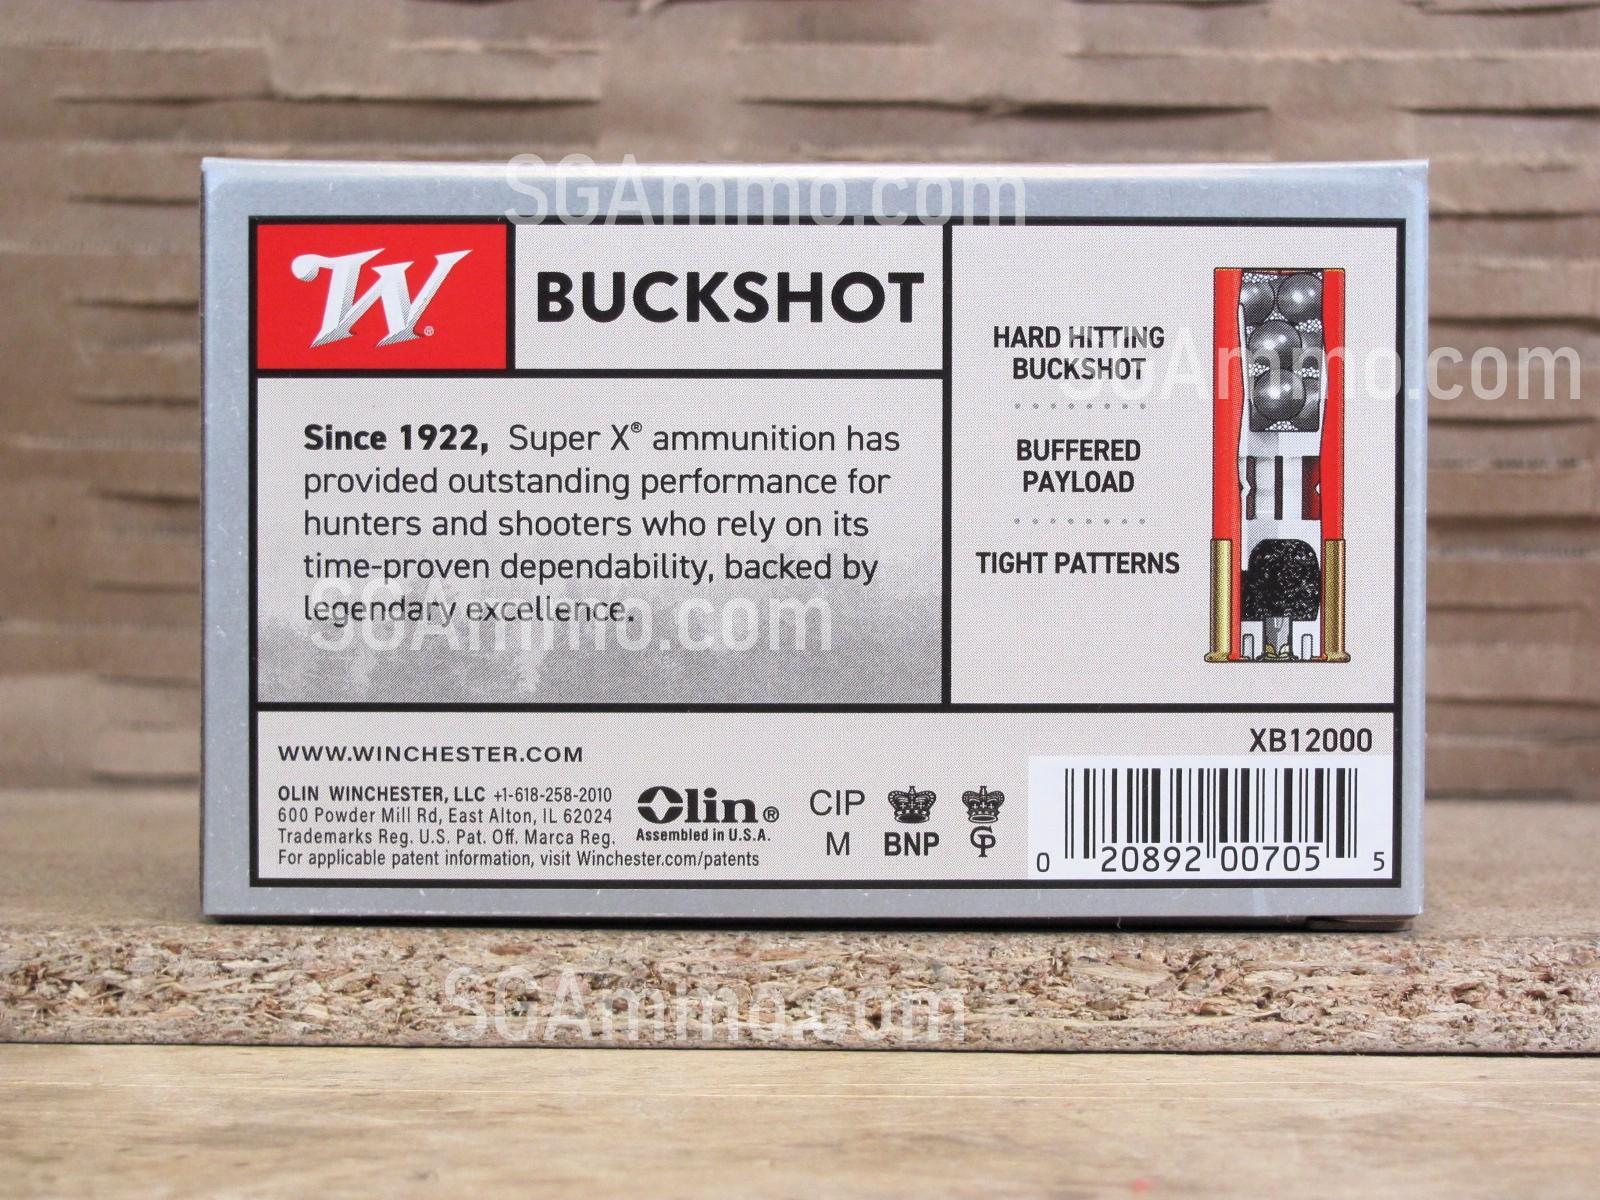 SGAmmo.com
W®
BUCKSHOT
Since 1922, Super X® ammunition has
provided outstanding performance for
hunters and shooters who rely on its
time-proven dependability, backed by
legendary excellence.
SGAmmo.com
HARD HITTING
BUCKSHOT
SGAmmo.com
BUFFERED
PAYLOAD
TIGHT PATTERNS
WWW.WINCHESTER.COM
OLIN WINCHESTER, LLC +1-618-258-2010
600 Powder Mill Rd, East Alton, IL 62024
Trademarks Reg. U.S. Pat. Off. Marca Reg.
For applicable patent information, visit Winchester.com/patents
Olin®
Assembled in U.S.A.
CIP
M
BNP
GP
XB12000
0 20892 00705 5
SGAmmo.com